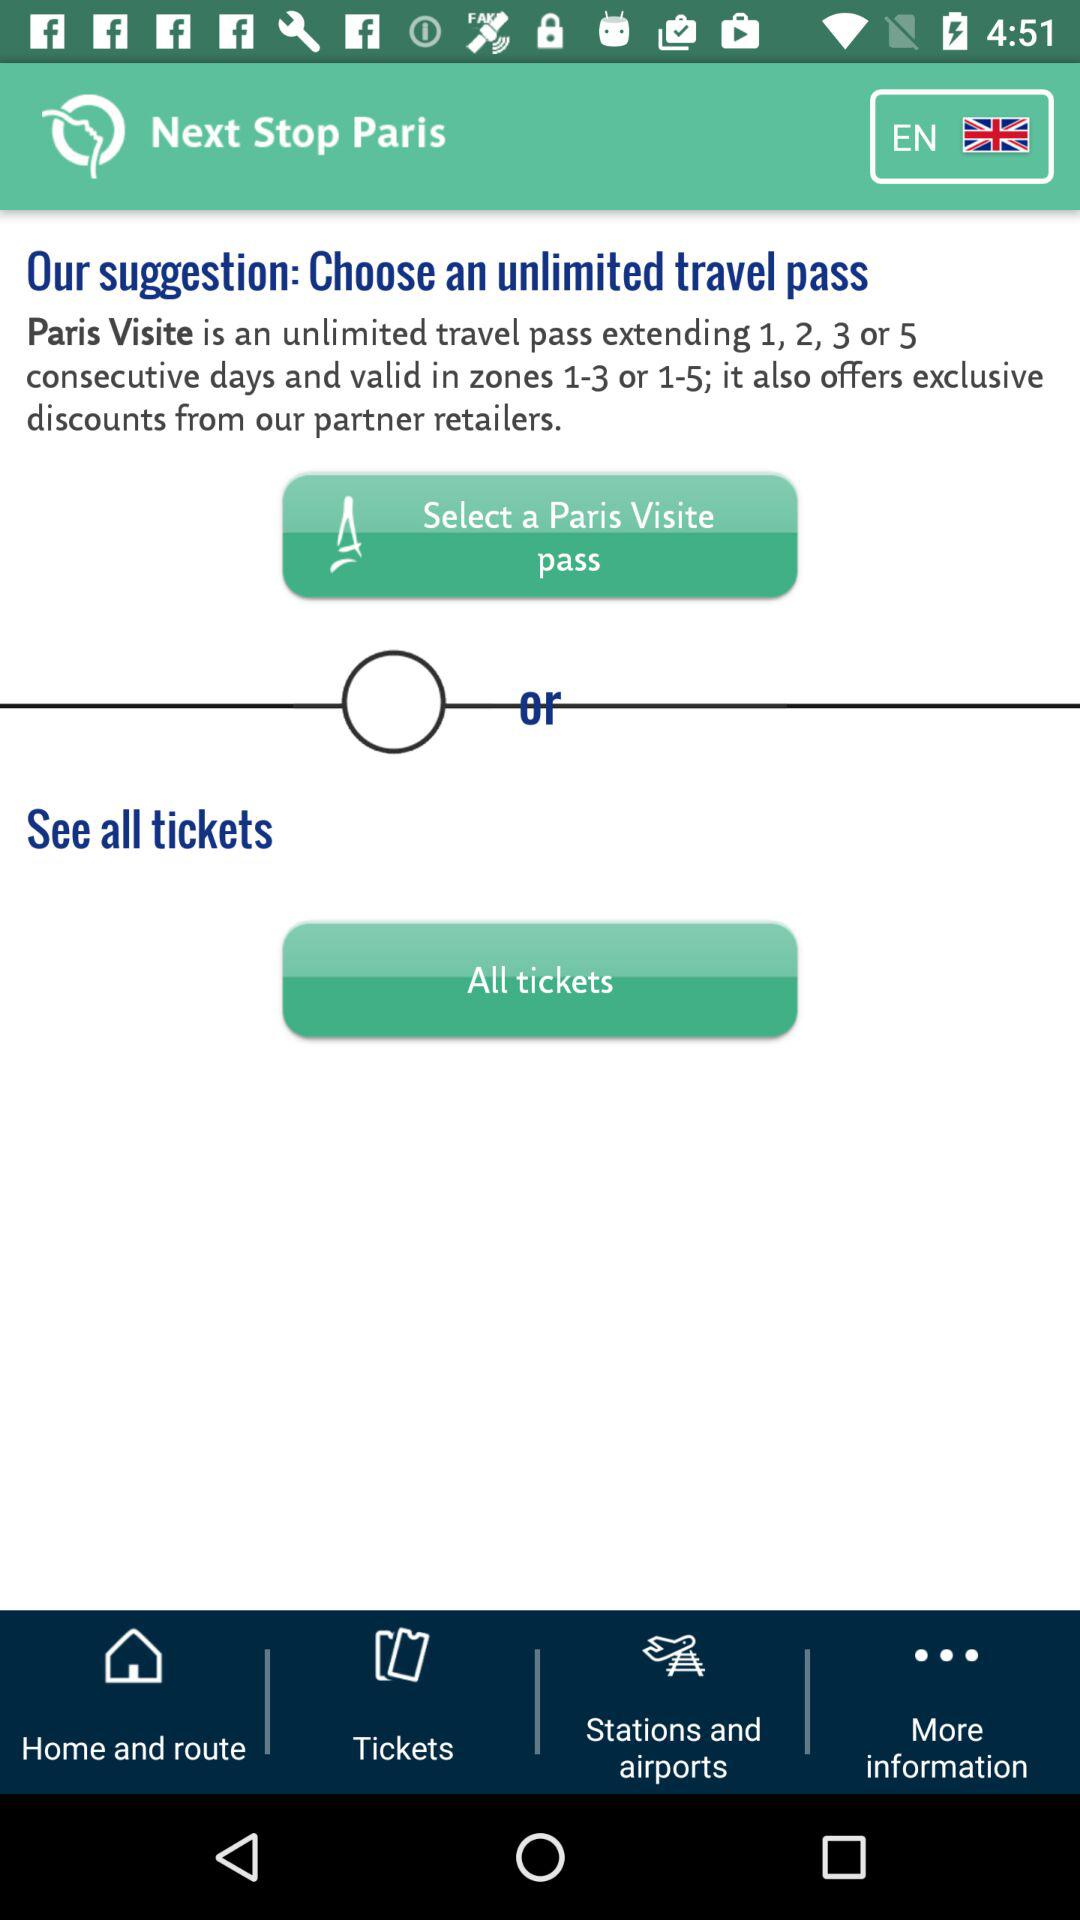 FAKE
4:51
Next Stop Paris
EN
Our suggestion: Choose an unlimited travel pass
Paris Visite is an unlimited travel pass extending 1, 2, 3 or 5
consecutive days and valid in zones 1-3 or 1-5; it also offers exclusive
discounts from our partner retailers.
Select a Paris Visite
pass
or
See all tickets
All tickets
Home and route
Tickets
Stations and
airports
More
information